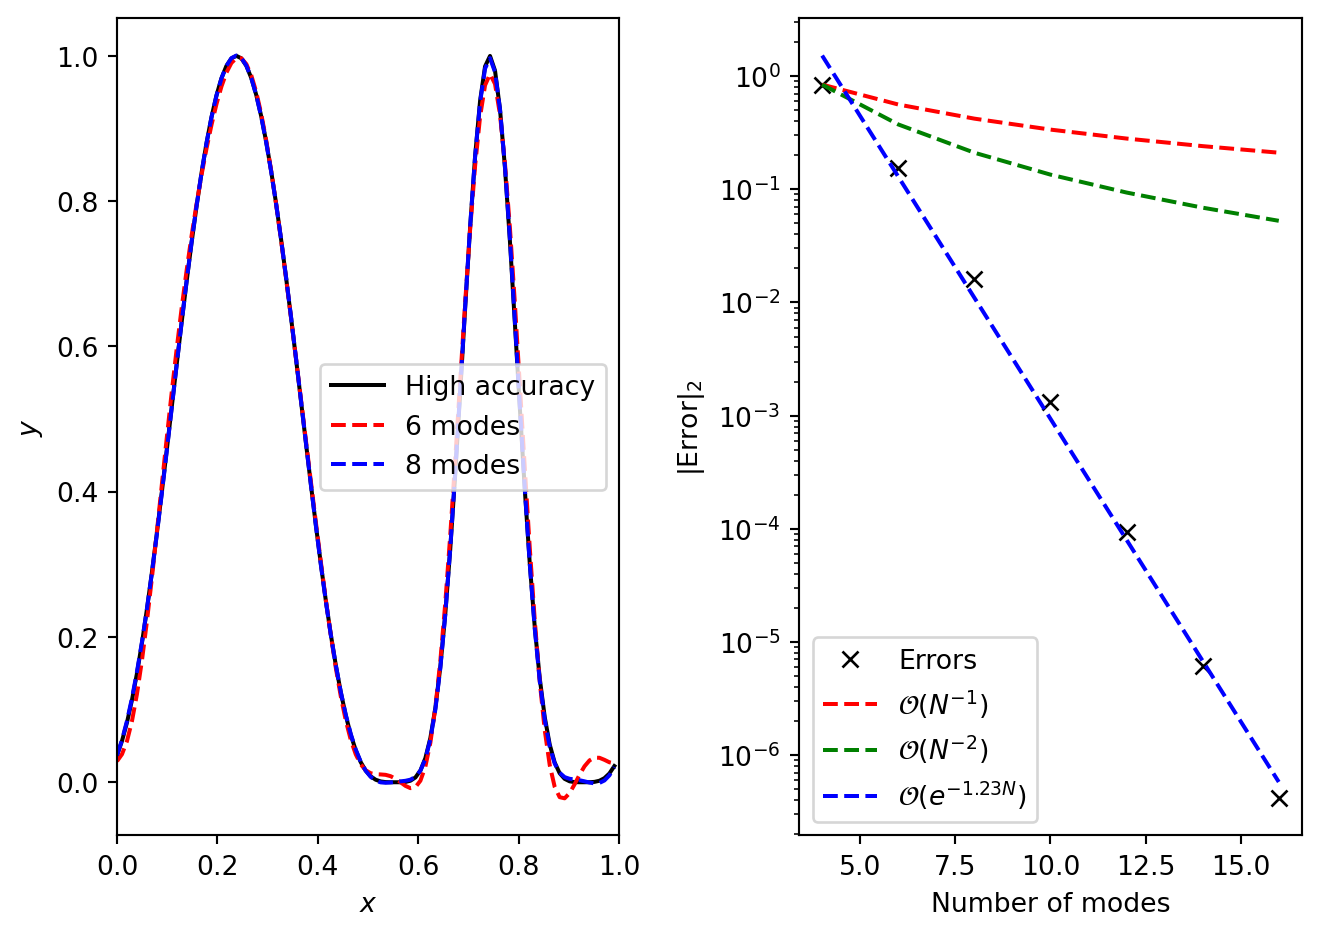 1.0
0.8
0.6
0.4
0.2
0.0
y
0.0 0.2 0.4 0.6 0.8 1.0
x
High accuracy
6 modes
8 modes
10⁰
10⁻¹
10⁻²
10⁻³
10⁻⁴
10⁻⁵
10⁻⁶
|Error|₂
5.0 7.5 10.0 12.5 15.0
Number of modes
Errors
𝒪(N⁻¹)
𝒪(N⁻²)
𝒪(e⁻¹·²³ᴺ)